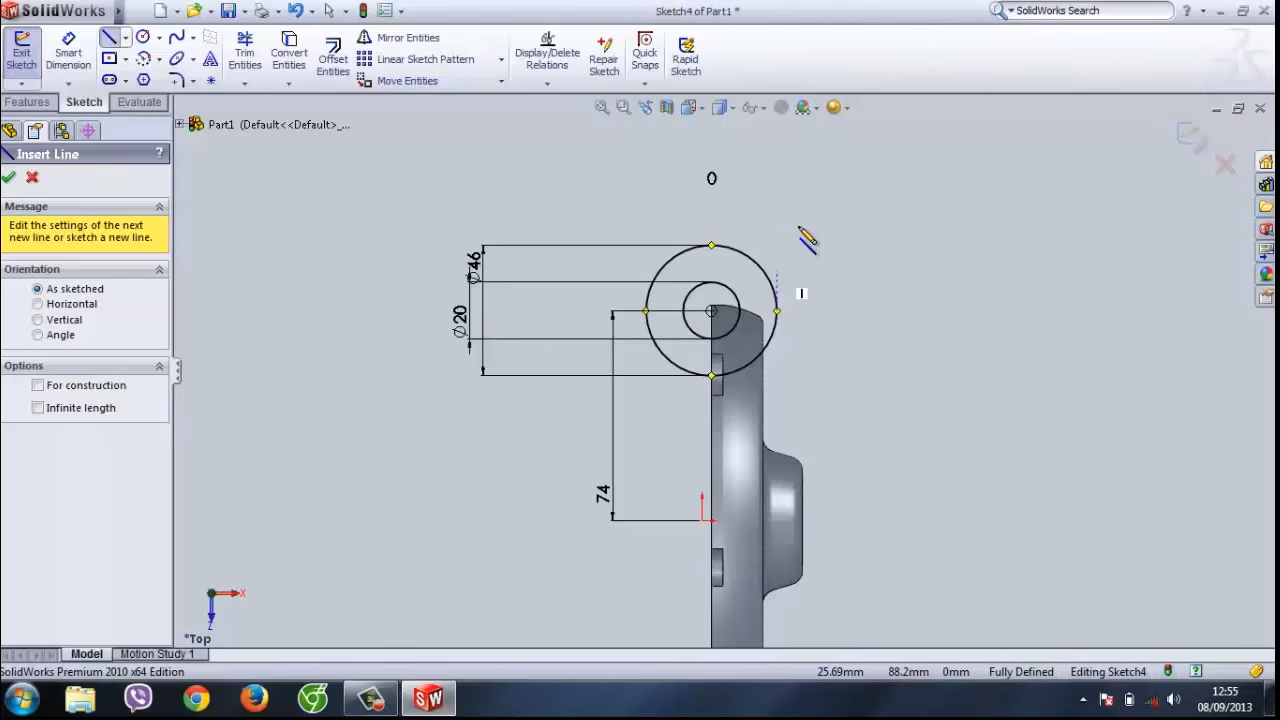 SolidWorks
Sketch4 of Part1 *
SolidWorks Search
Exit Sketch
Smart Dimension
Trim Entities
Convert Entities
Offset Entities
Mirror Entities
Linear Sketch Pattern
Move Entities
Display/Delete Relations
Repair Sketch
Quick Snaps
Rapid Sketch
Features
Sketch
Evaluate
Part1 (Default<<Default>_...
Insert Line
?
Message
Edit the settings of the next
new line or sketch a new line.
Orientation
As sketched
Horizontal
Vertical
Angle
Options
For construction
Infinite length
0
Ø46
Ø20
74
X
Z
*Top
Model
Motion Study 1
SolidWorks Premium 2010 x64 Edition
25.69mm
88.2mm
0mm
Fully Defined
Editing Sketch4
12:55
08/09/2013